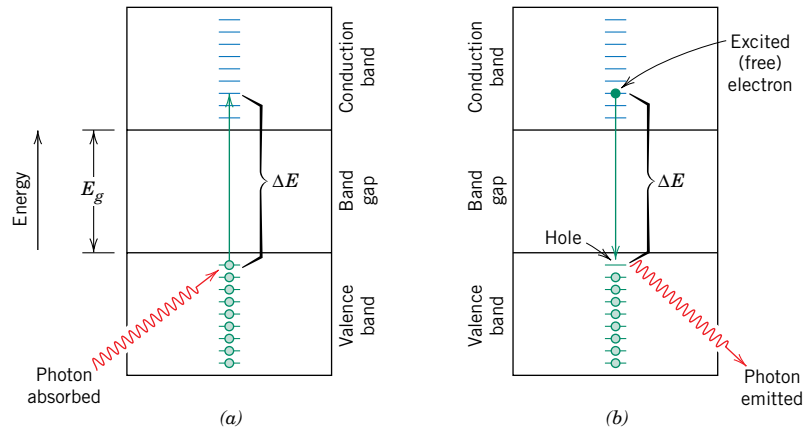 Energy
E_g
ΔE
Conduction
band
Band
gap
Valence
band
Photon
absorbed
(a)
Excited
(free)
electron
ΔE
Hole
Conduction
band
Band
gap
Valence
band
Photon
emitted
(b)